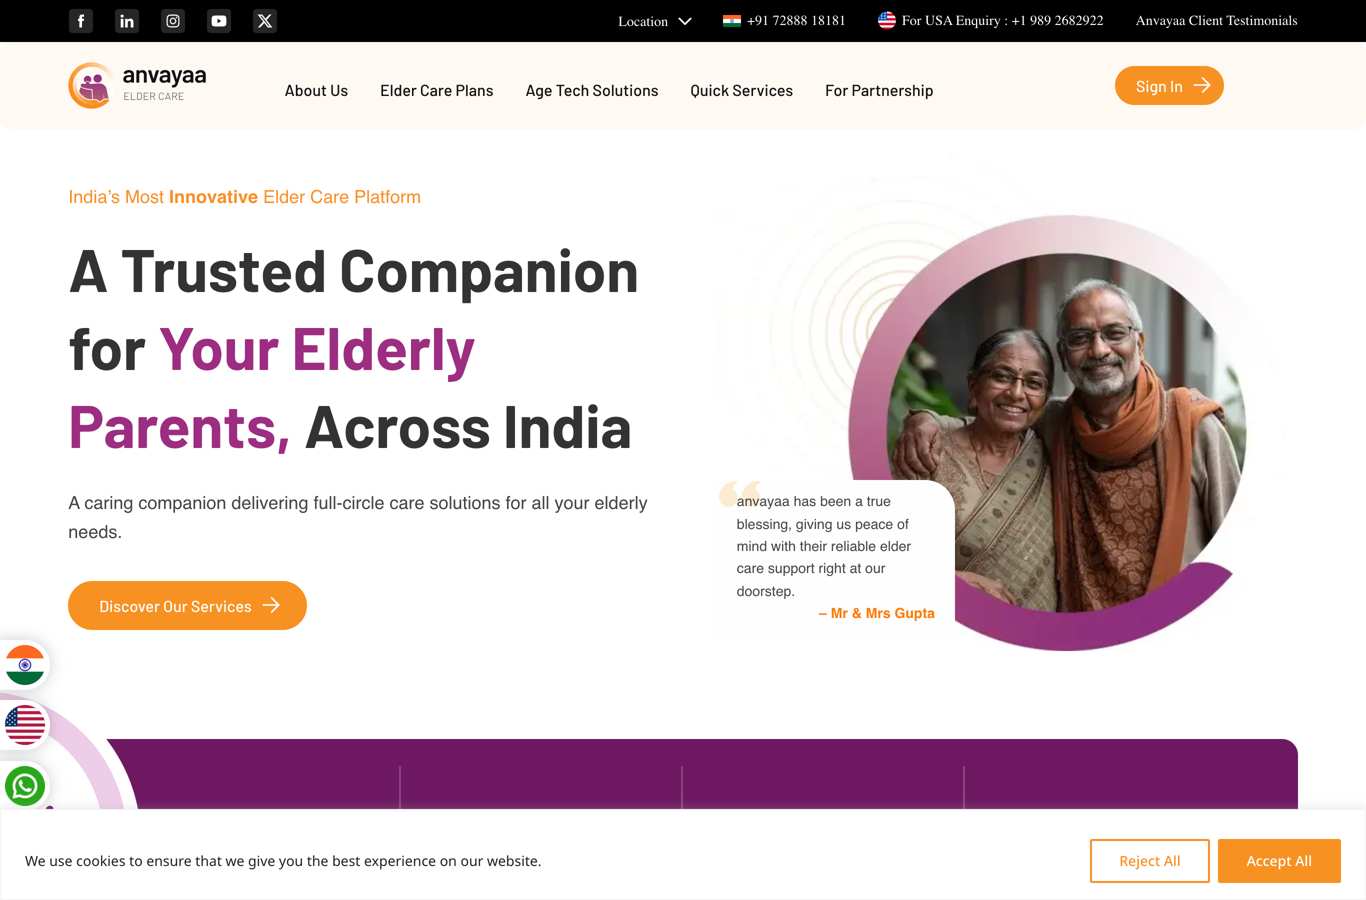 Location
+91 72888 18181
For USA Enquiry : +1 989 2682922
Anvayaa Client Testimonials
anvayaa
ELDER CARE
About Us
Elder Care Plans
Age Tech Solutions
Quick Services
For Partnership
Sign In
India’s Most Innovative Elder Care Platform
A Trusted Companion
for Your Elderly
Parents, Across India
A caring companion delivering full-circle care solutions for all your elderly
needs.
Discover Our Services
anvayaa has been a true
blessing, giving us peace of
mind with their reliable elder
care support right at our
doorstep.
– Mr & Mrs Gupta
We use cookies to ensure that we give you the best experience on our website.
Reject All
Accept All